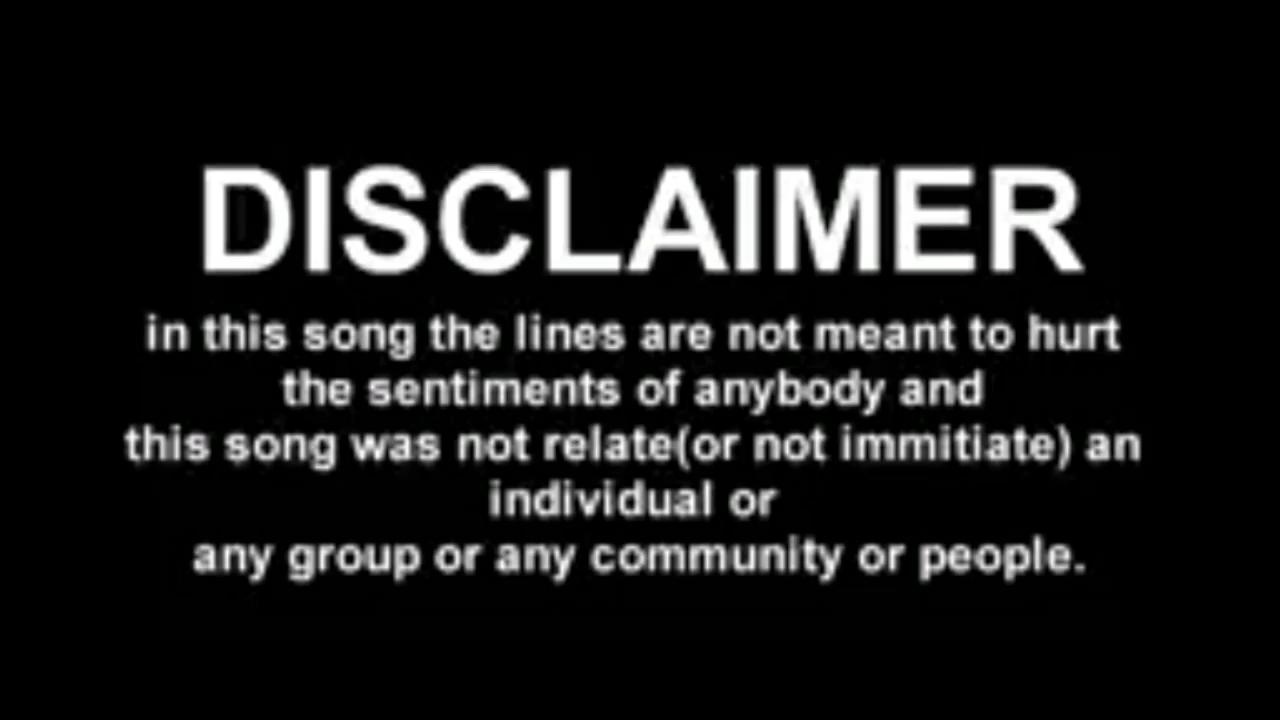 DISCLAIMER
in this song the lines are not meant to hurt
the sentiments of anybody and
this song was not relate(or not immitiate) an
individual or
any group or any community or people.